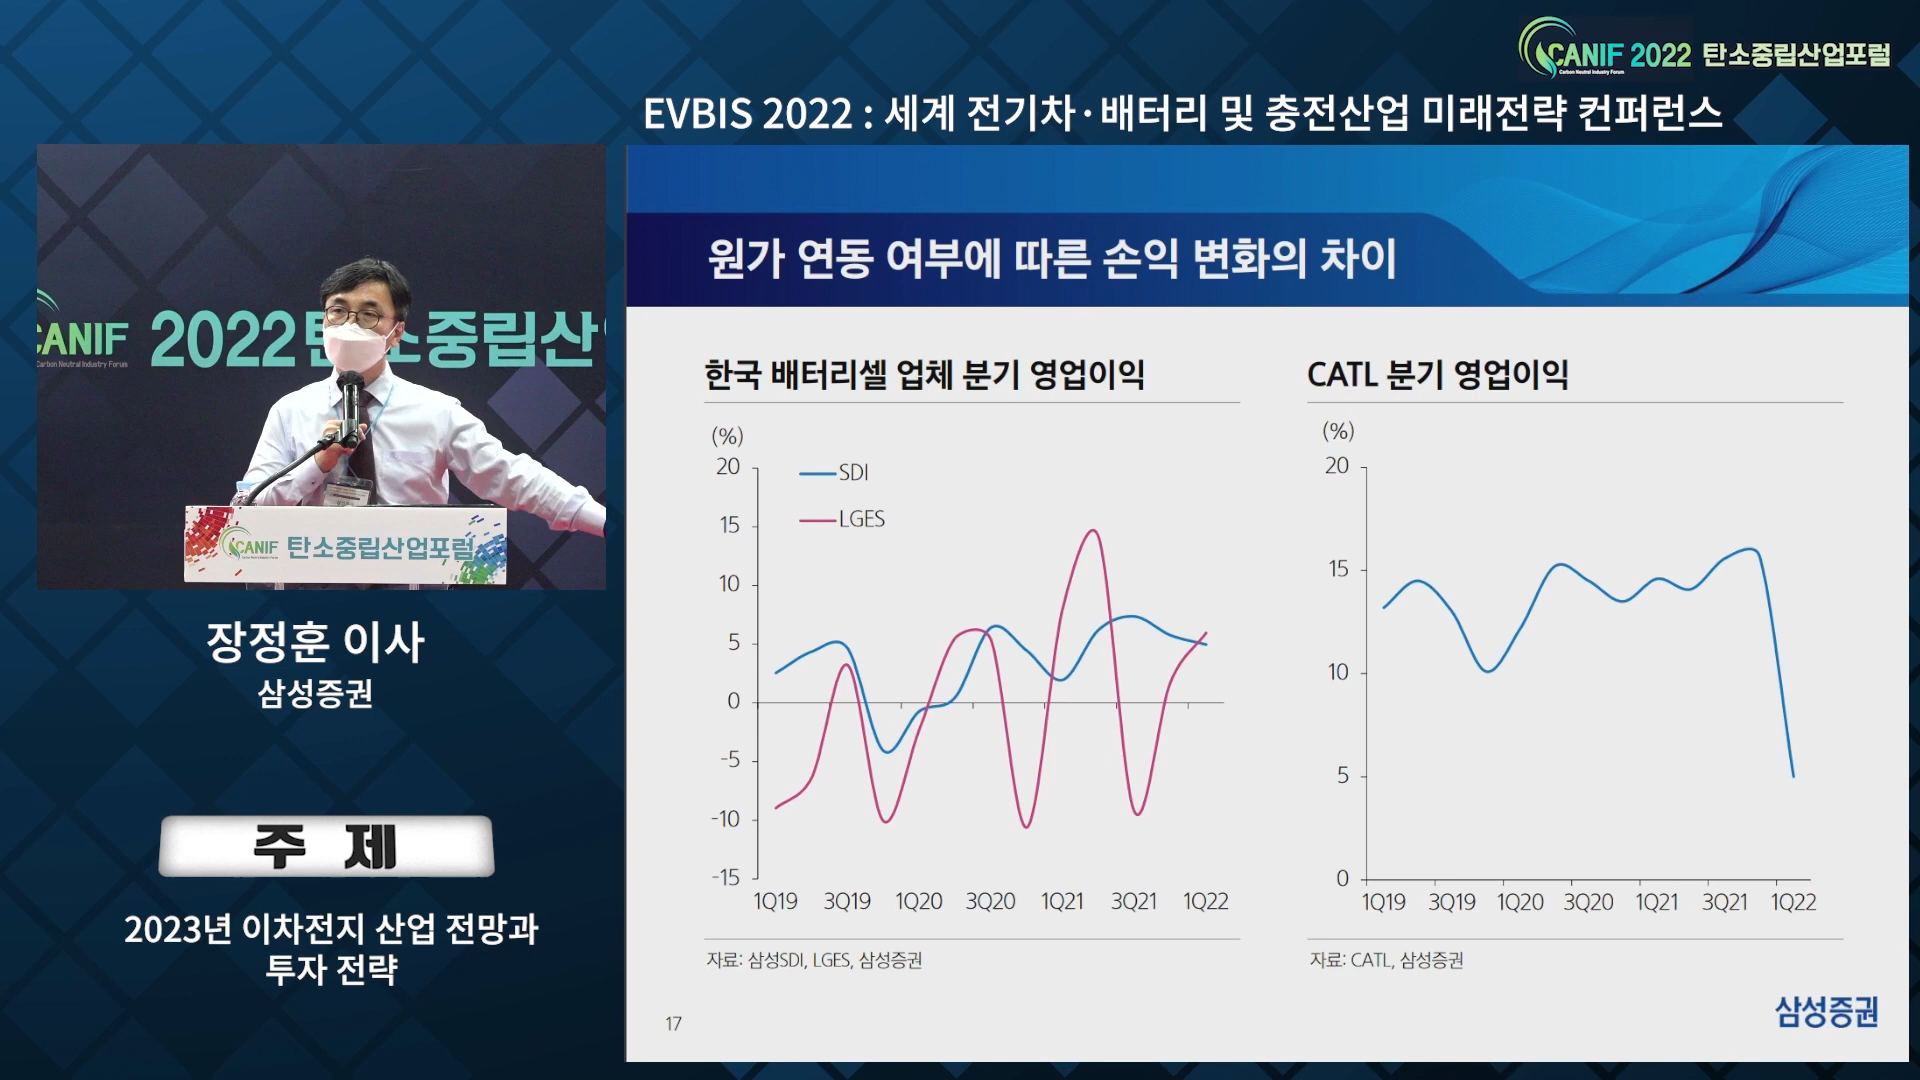 CANIF 2022 탄소중립산업포럼
Carbon Neutral Industry Forum
EVBIS 2022 : 세계 전기차·배터리 및 충전산업 미래전략 컨퍼런스
CANIF 2022탄소중립산
Carbon Neutral Industry Forum
CANIF 탄소중립산업포럼
장정훈 이사
삼성증권
주 제
2023년 이차전지 산업 전망과
투자 전략
원가 연동 여부에 따른 손익 변화의 차이
한국 배터리셀 업체 분기 영업이익
(%)
20
15
10
5
0
-5
-10
-15
SDI
LGES
1Q19 3Q19 1Q20 3Q20 1Q21 3Q21 1Q22
자료: 삼성SDI, LGES, 삼성증권
CATL 분기 영업이익
(%)
20
15
10
5
0
1Q19 3Q19 1Q20 3Q20 1Q21 3Q21 1Q22
자료: CATL, 삼성증권
17
삼성증권